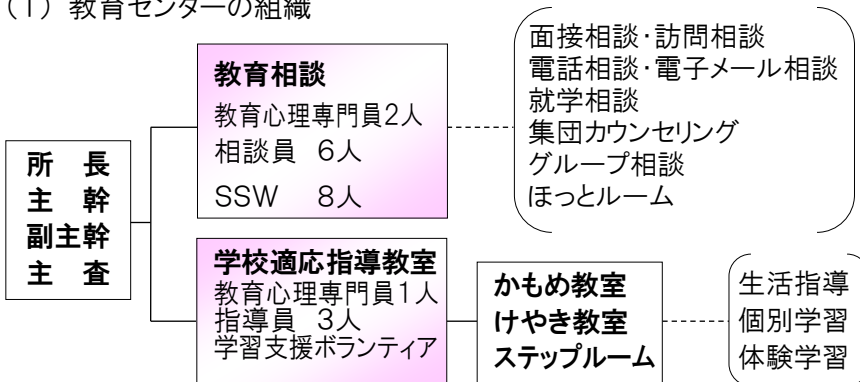 (1) 教育センターの組織
所　長
主　幹
副主幹
主　査
教育相談
教育心理専門員2人
相談員　6人
SSW　8人
面接相談・訪問相談
電話相談・電子メール相談
就学相談
集団カウンセリング
グループ相談
ほっとルーム
学校適応指導教室
教育心理専門員1人
指導員　3人
学習支援ボランティア
かもめ教室
けやき教室
ステップルーム
生活指導
個別学習
体験学習